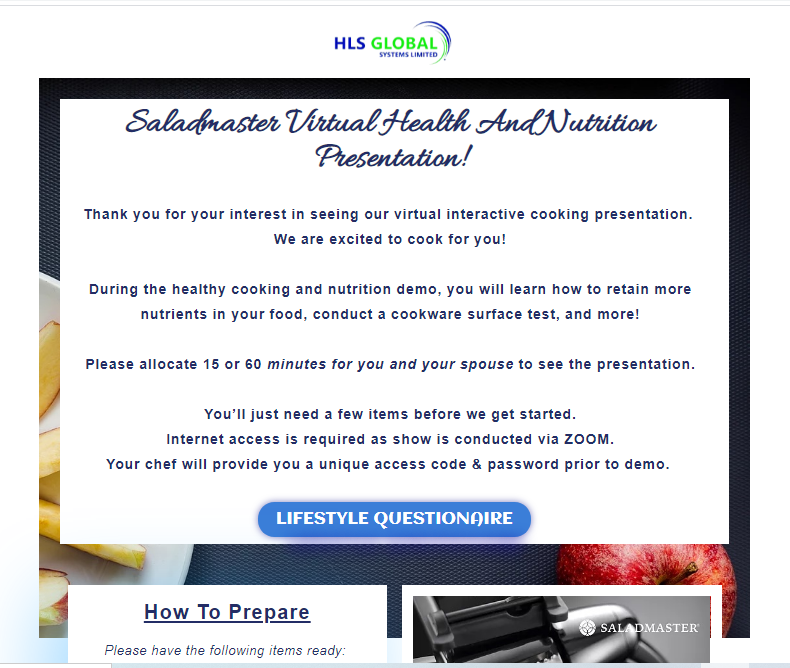 HLS GLOBAL
SYSTEMS LIMITED
Saladmaster Virtual Health And Nutrition
Presentation!
Thank you for your interest in seeing our virtual interactive cooking presentation.
We are excited to cook for you!
During the healthy cooking and nutrition demo, you will learn how to retain more
nutrients in your food, conduct a cookware surface test, and more!
Please allocate 15 or 60 minutes for you and your spouse to see the presentation.
You’ll just need a few items before we get started.
Internet access is required as show is conducted via ZOOM.
Your chef will provide you a unique access code & password prior to demo.
LIFESTYLE QUESTIONAIRE
How To Prepare
Please have the following items ready:
SALADMASTER